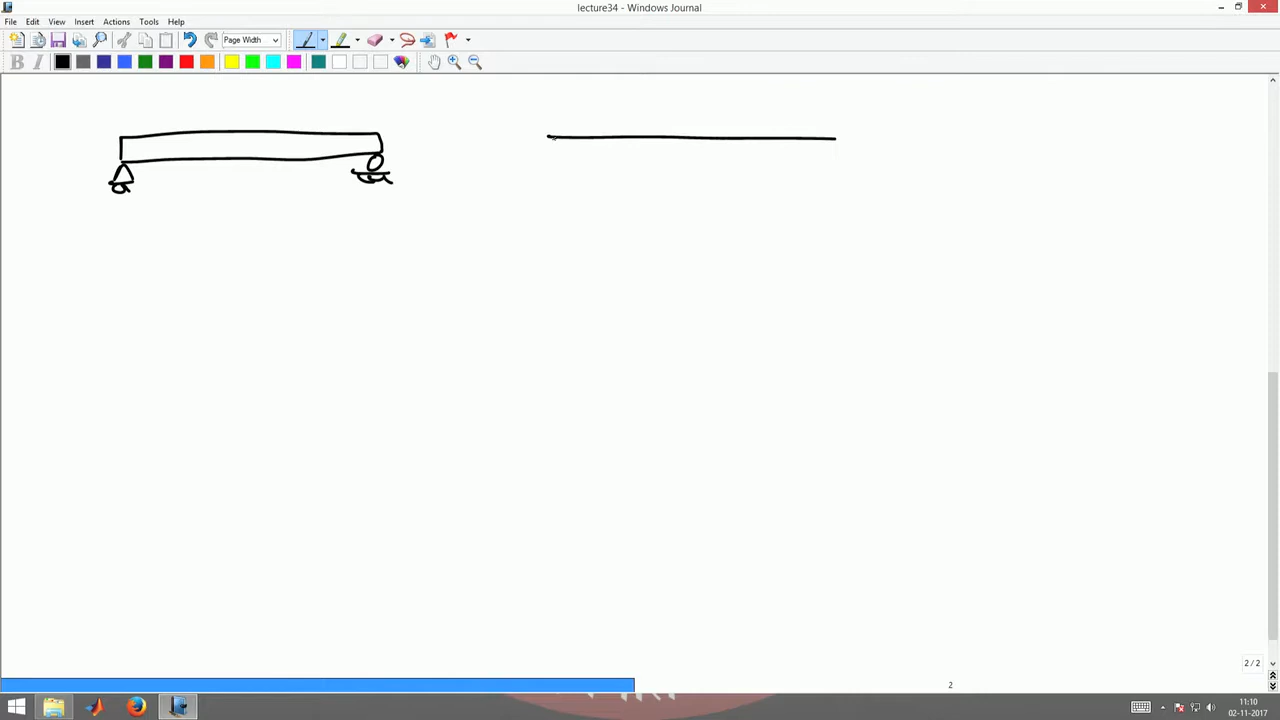 lecture34 - Windows Journal
File Edit View Insert Actions Tools Help
Page Width
B I
2 / 2
2
11:10
02-11-2017